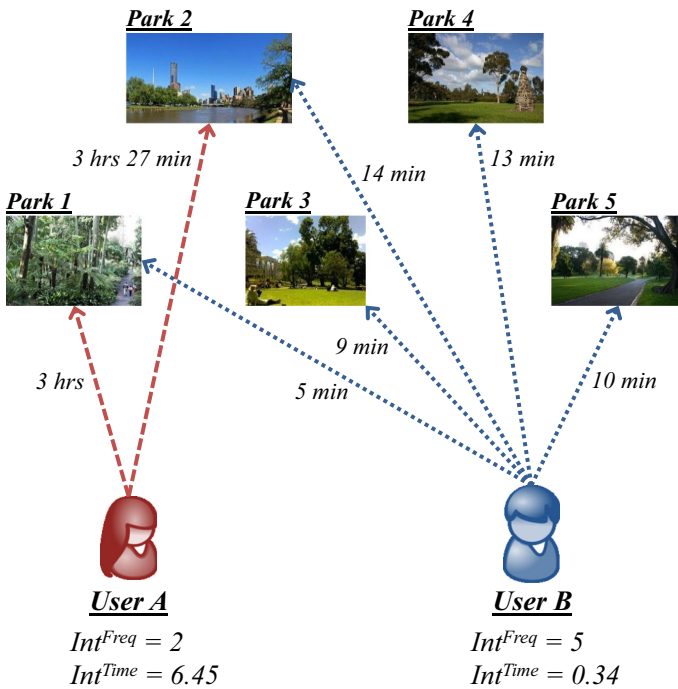 Park 2
Park 4
3 hrs 27 min
14 min
13 min
Park 1
Park 3
Park 5
9 min
3 hrs
5 min
10 min
User A
User B
Int^Freq = 2
Int^Freq = 5
Int^Time = 6.45
Int^Time = 0.34